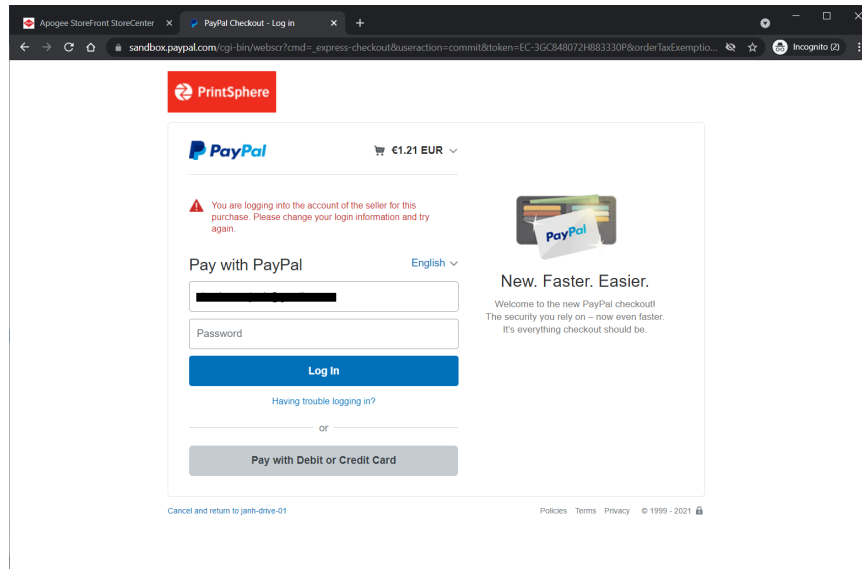 Apogee StoreFront StoreCenter
PayPal Checkout - Log in
sandbox.paypal.com/cgi-bin/webscr?cmd=_express-checkout&useraction=commit&token=EC-3GC848072H883330P&orderTaxExemptio...
Incognito (2)
PrintSphere
PayPal
€1.21 EUR
You are logging into the account of the seller for this
purchase. Please change your login information and try
again.
PayPal
Pay with PayPal
English
New. Faster. Easier.
Welcome to the new PayPal checkout!
The security you rely on – now even faster.
It's everything checkout should be.
Password
Log In
Having trouble logging in?
or
Pay with Debit or Credit Card
Cancel and return to janh-drive-01
Policies Terms Privacy © 1999 - 2021